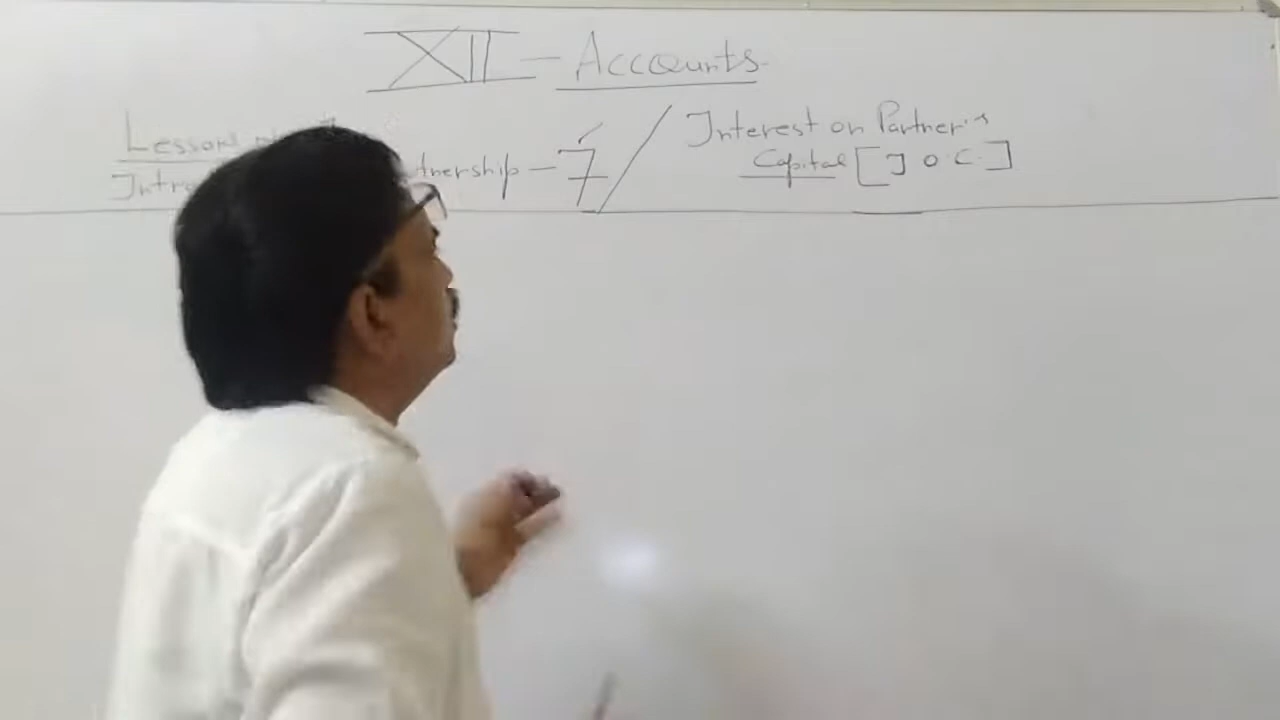 XII - Accounts
Lesson
tnership - 7 / Interest on Partner's
Capital [I O C.]